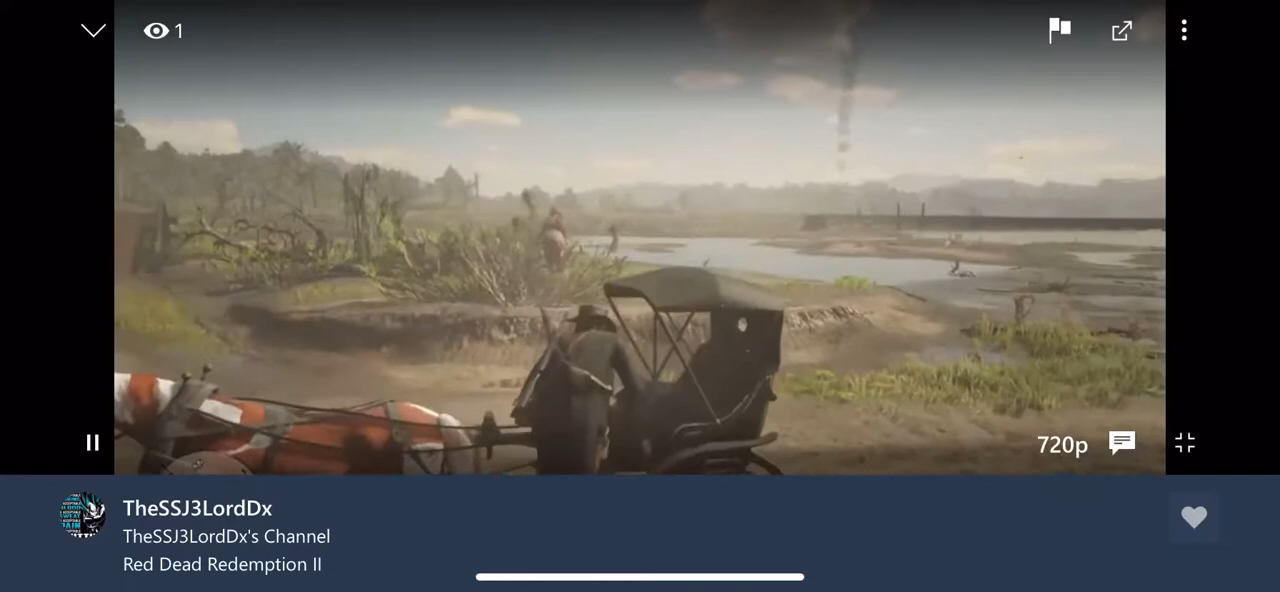 1
720p
TheSSJ3LordDx
TheSSJ3LordDx's Channel
Red Dead Redemption II